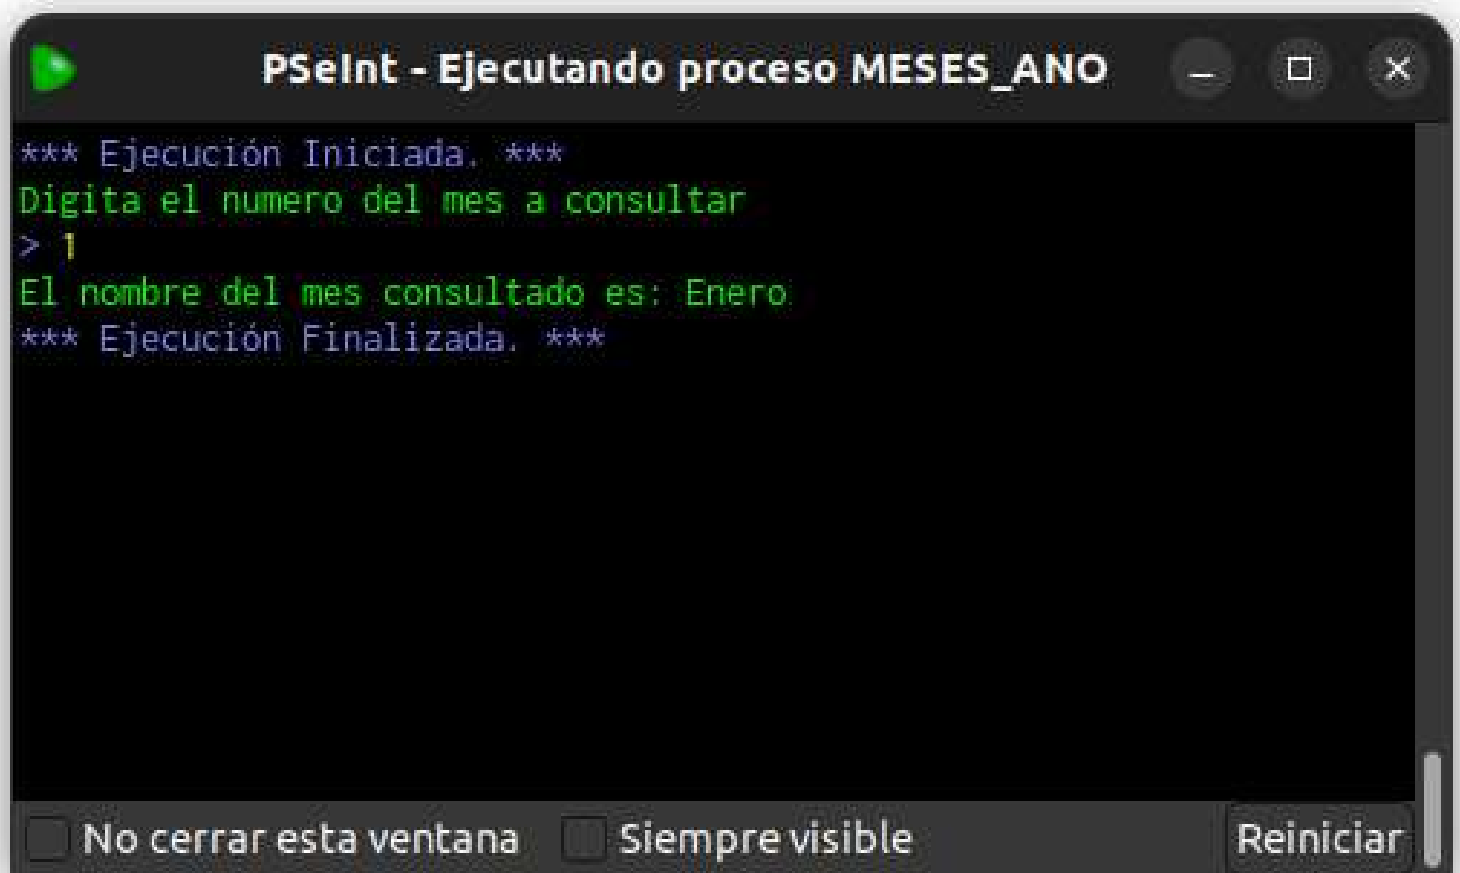 PSeInt - Ejecutando proceso MESES_ANO
*** Ejecución Iniciada. ***
Digita el numero del mes a consultar
> 1
El nombre del mes consultado es: Enero
*** Ejecución Finalizada. ***
No cerrar esta ventana Siempre visible Reiniciar